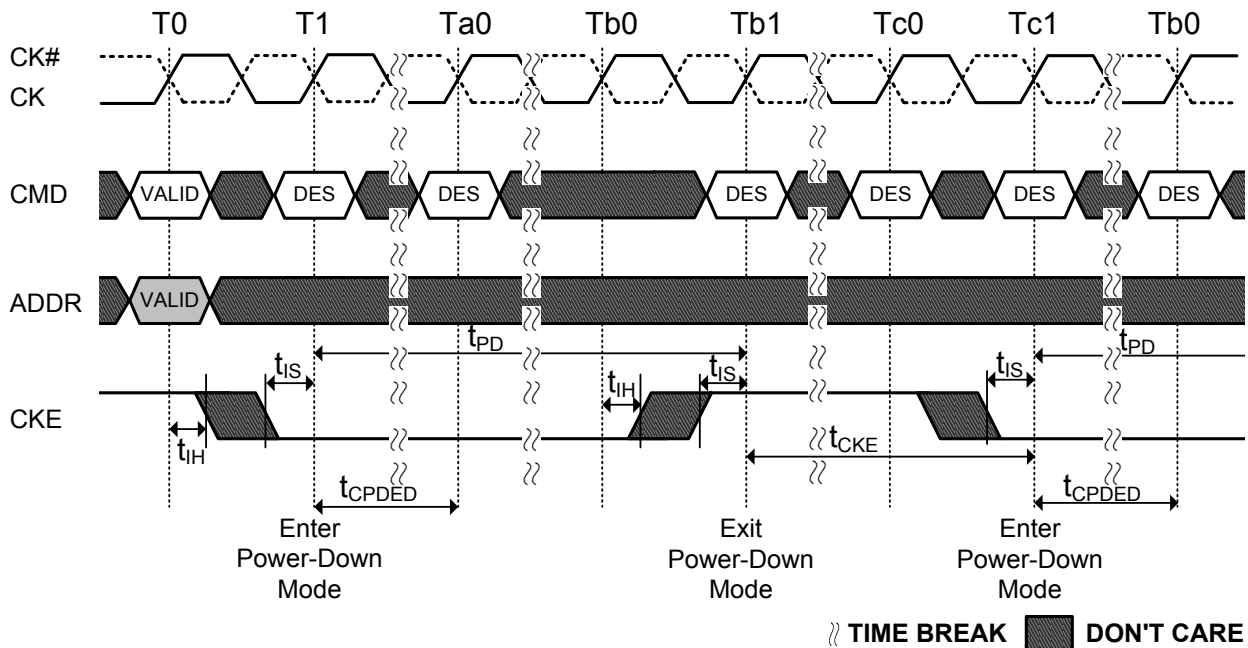 T0 T1 Ta0 Tb0 Tb1 Tc0 Tc1 Tb0
CK#
CK
CMD VALID DES DES DES DES DES DES
ADDR VALID
tPD tPD
tIS tIH tIS tIS
CKE
tIH tCKE
tCPDED tCPDED
Enter
Power-Down
Mode
Exit
Power-Down
Mode
Enter
Power-Down
Mode
TIME BREAK DON'T CARE